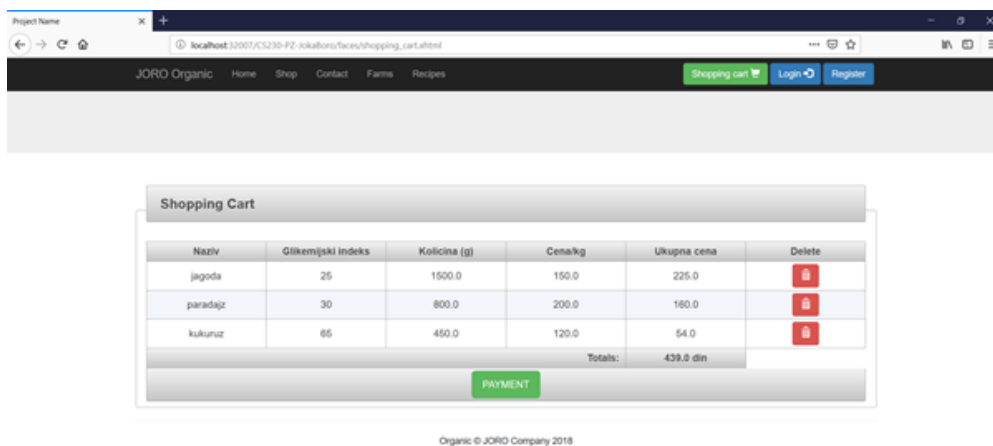 Project Name
localhost:32007/CS230-PZ-JokaBoro/faces/shopping_cart.xhtml
JORO Organic Home Shop Contact Farms Recipes Shopping cart Login Register
Shopping Cart
Naziv Glikemijski indeks Kolicina (g) Cena/kg Ukupna cena Delete
jagoda 25 1500.0 150.0 225.0
paradajz 30 800.0 200.0 160.0
kukuruz 65 450.0 120.0 54.0
Totals: 439.0 din
PAYMENT
Organic © JORO Company 2018